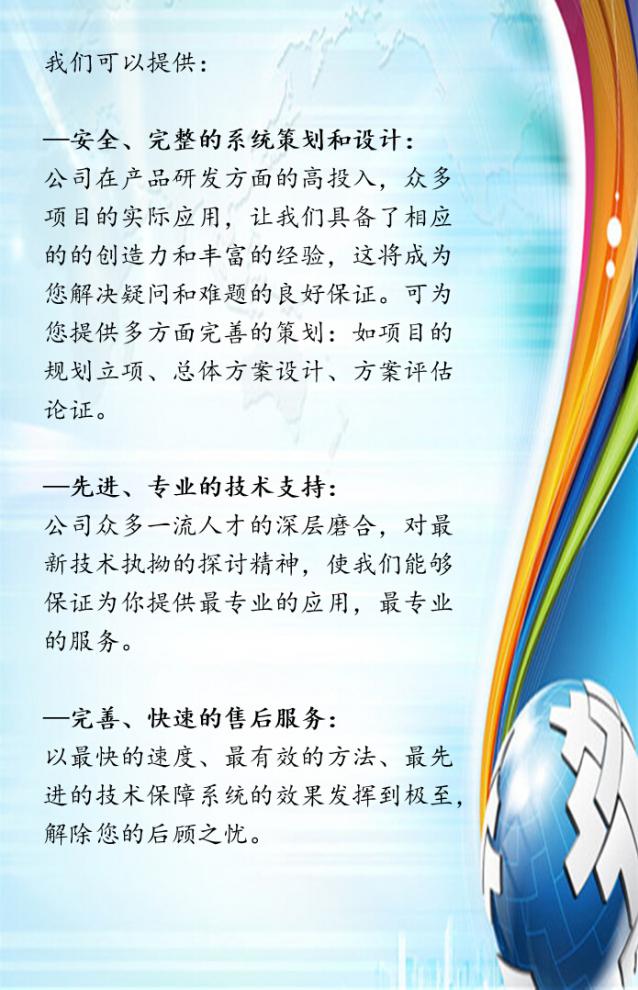 我们可以提供：
—安全、完整的系统策划和设计：
公司在产品研发方面的高投入，众多
项目的实际应用，让我们具备了相应
的的创造力和丰富的经验，这将成为
您解决疑问和难题的良好保证。可为
您提供多方面完善的策划：如项目的
规划立项、总体方案设计、方案评估
论证。
—先进、专业的技术支持：
公司众多一流人才的深层磨合，对最
新技术执拗的探讨精神，使我们能够
保证为你提供最专业的应用，最专业
的服务。
—完善、快速的售后服务：
以最快的速度、最有效的方法、最先
进的技术保障系统的效果发挥到极至，
解除您的后顾之忧。